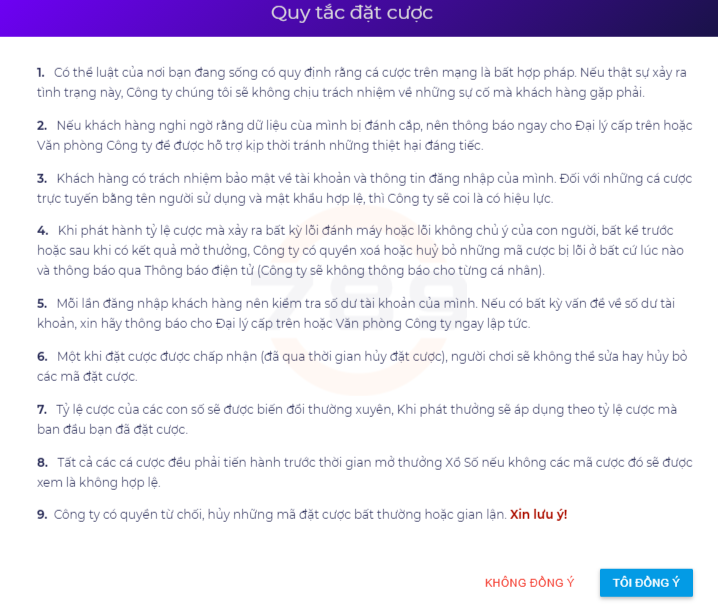 Quy tắc đặt cược
1. Có thể luật của nơi bạn đang sống có quy định rằng cá cược trên mạng là bất hợp pháp. Nếu thật sự xảy ra
tình trạng này, Công ty chúng tôi sẽ không chịu trách nhiệm về những sự cố mà khách hàng gặp phải.
2. Nếu khách hàng nghi ngờ rằng dữ liệu của mình bị đánh cắp, nên thông báo ngay cho Đại lý cấp trên hoặc
Văn phòng Công ty để được hỗ trợ kịp thời tránh những thiệt hại đáng tiếc.
3. Khách hàng có trách nhiệm bảo mật về tài khoản và thông tin đăng nhập của mình. Đối với những cá cược
trực tuyến bằng tên người sử dụng và mật khẩu hợp lệ, thì Công ty sẽ coi là có hiệu lực.
4. Khi phát hành tỷ lệ cược mà xảy ra bất kỳ lỗi đánh máy hoặc lỗi không chủ ý của con người, bất kể trước
hoặc sau khi có kết quả mở thưởng, Công ty có quyền xoá hoặc huỷ bỏ những mã cược bị lỗi ở bất cứ lúc nào
và thông báo qua Thông báo điện tử (Công ty sẽ không thông báo cho từng cá nhân).
789
5. Mỗi lần đăng nhập khách hàng nên kiểm tra số dư tài khoản của mình. Nếu có bất kỳ vấn đề về số dư tài
khoản, xin hãy thông báo cho Đại lý cấp trên hoặc Văn phòng Công ty ngay lập tức.
6. Một khi đặt cược được chấp nhận (đã qua thời gian hủy đặt cược), người chơi sẽ không thể sửa hay hủy bỏ
các mã đặt cược.
7. Tỷ lệ cược của các con số sẽ được biến đổi thường xuyên, Khi phát thưởng sẽ áp dụng theo tỷ lệ cược mà
ban đầu bạn đã đặt cược.
8. Tất cả các cá cược đều phải tiến hành trước thời gian mở thưởng Xổ Số nếu không các mã cược đó sẽ được
xem là không hợp lệ.
9. Công ty có quyền từ chối, hủy những mã đặt cược bất thường hoặc gian lận. Xin lưu ý!
KHÔNG ĐỒNG Ý TÔI ĐỒNG Ý